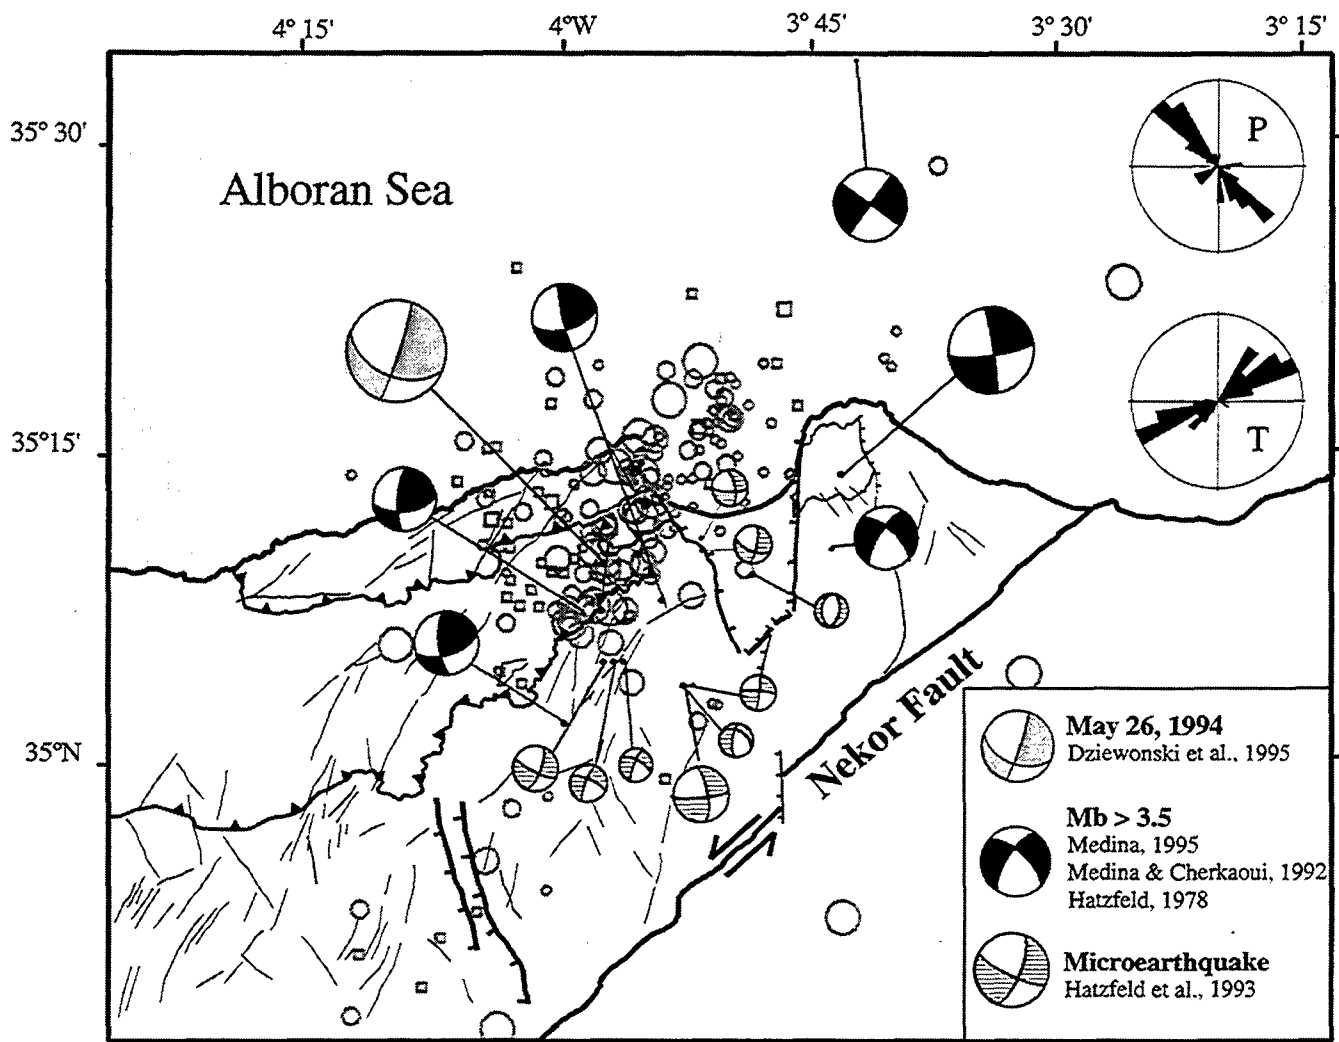 4° 15'
4°W
3° 45'
3° 30'
3° 15'
35° 30'
P
Alboran Sea
T
35°15'
Nekor Fault
35°N
May 26, 1994
Dziewonski et al., 1995
Mb > 3.5
Medina, 1995
Medina & Cherkaoui, 1992
Hatzfeld, 1978
Microearthquake
Hatzfeld et al., 1993